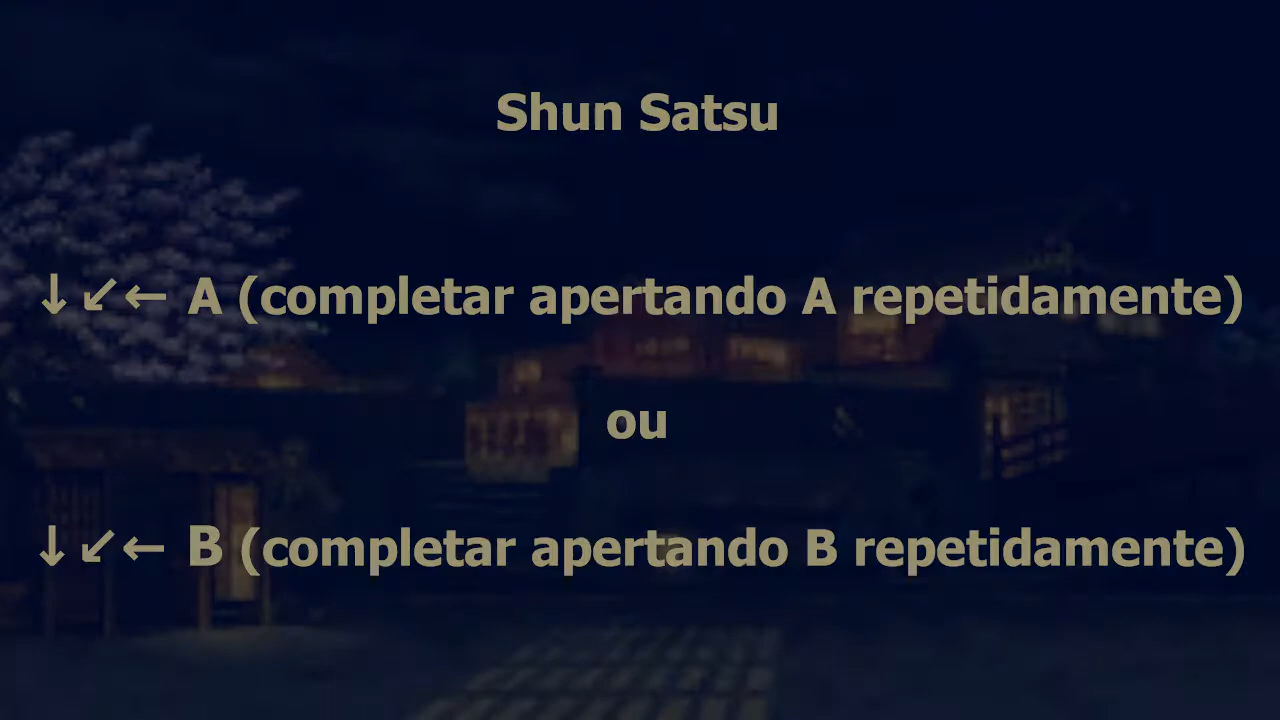 Shun Satsu
↓↙← A (completar apertando A repetidamente)
ou
↓↙← B (completar apertando B repetidamente)